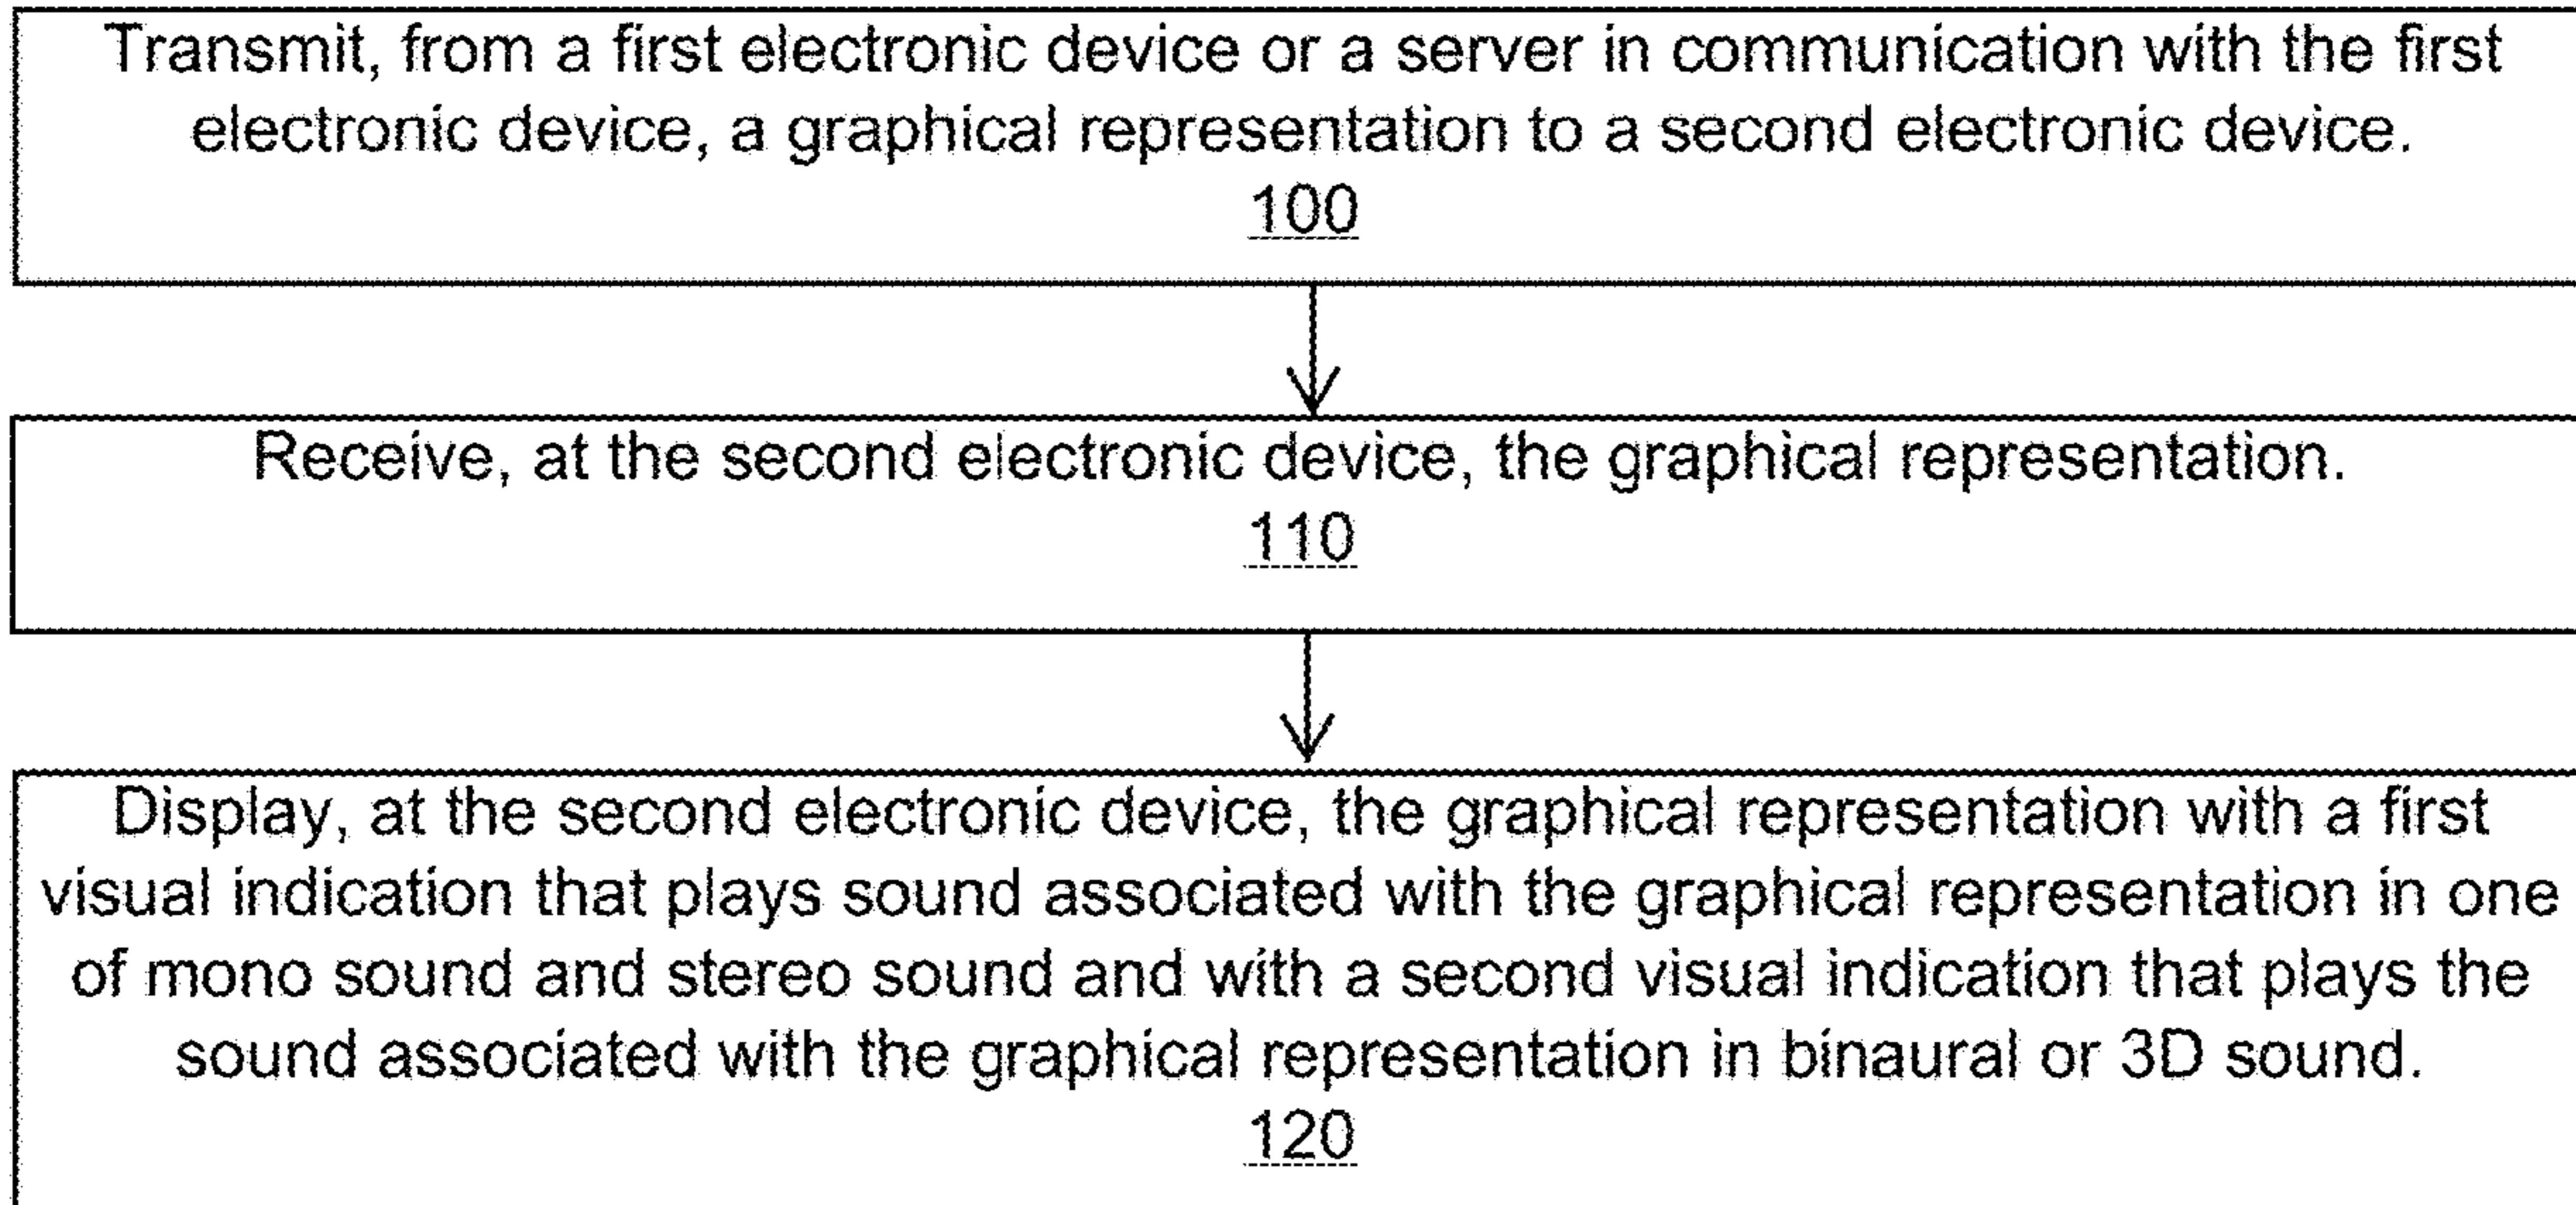 Transmit, from a first electronic device or a server in communication with the first
electronic device, a graphical representation to a second electronic device.
100
Receive, at the second electronic device, the graphical representation.
110
Display, at the second electronic device, the graphical representation with a first
visual indication that plays sound associated with the graphical representation in one
of mono sound and stereo sound and with a second visual indication that plays the
sound associated with the graphical representation in binaural or 3D sound.
120